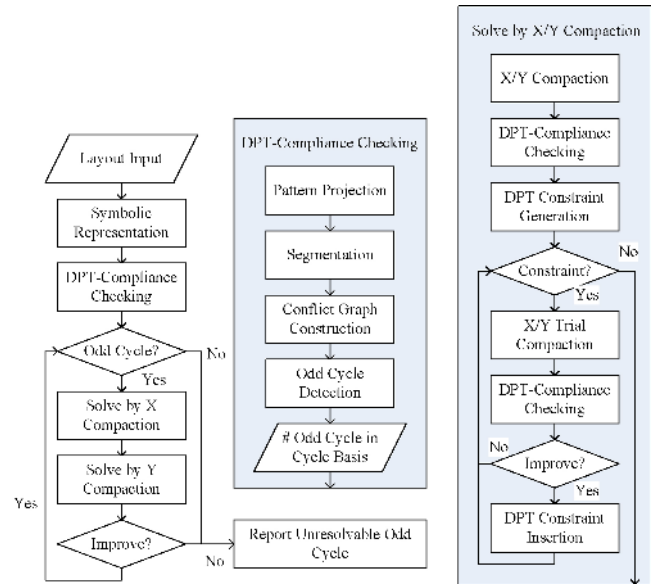 Layout Input
Symbolic
Representation
DPT-Compliance
Checking
Odd Cycle?
No
Yes
Solve by X
Compaction
Solve by Y
Compaction
Yes
Improve?
No
DPT-Compliance Checking
Pattern Projection
Segmentation
Conflict Graph
Construction
Odd Cycle
Detection
# Odd Cycle in
Cycle Basis
Report Unresolvable Odd
Cycle
Solve by X/Y Compaction
X/Y Compaction
DPT-Compliance
Checking
DPT Constraint
Generation
No
Constraint?
Yes
X/Y Trial
Compaction
DPT-Compliance
Checking
No
Improve?
Yes
DPT Constraint
Insertion